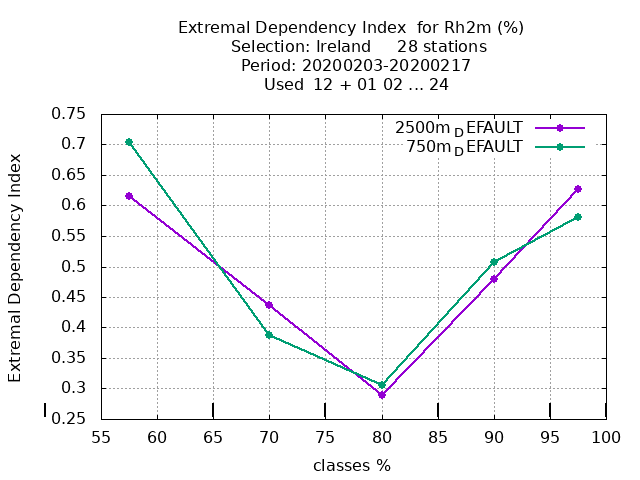 Extremal Dependency Index for Rh2m (%)
Selection: Ireland 28 stations
Period: 20200203-20200217
Used 12 + 01 02 ... 24
2500m_DEFAULT
750m_DEFAULT
Extremal Dependency Index
0.75
0.7
0.65
0.6
0.55
0.5
0.45
0.4
0.35
0.3
0.25
55 60 65 70 75 80 85 90 95 100
classes %